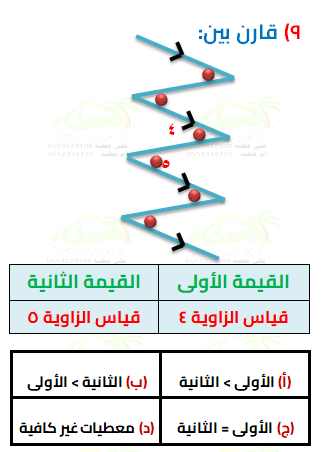 ٩) قارن بين:
٤
٥
القيمة الأولى
القيمة الثانية
قياس الزاوية ٤
قياس الزاوية ٥
(أ) الأولى > الثانية
(ب) الثانية > الأولى
(ج) الأولى = الثانية
(د) معطيات غير كافية